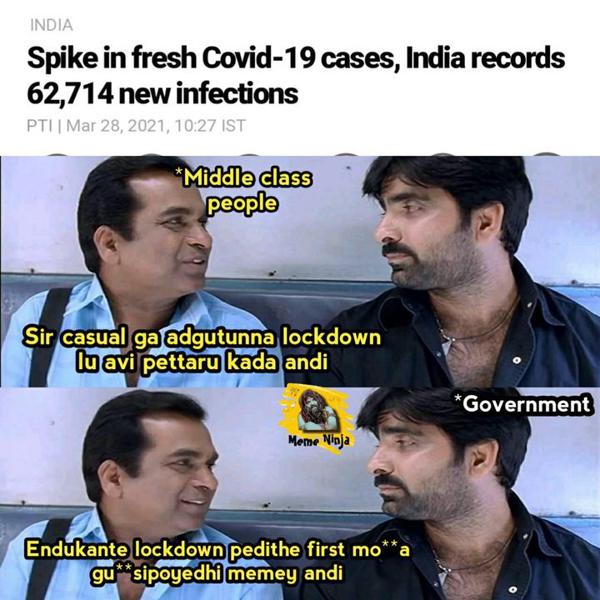 INDIA
Spike in fresh Covid-19 cases, India records
62,714 new infections
PTI | Mar 28, 2021, 10:27 IST
*Middle class
people
Sir casual ga adgutunna lockdown
lu avi pettaru kada andi
*Government
Meme Ninja
Endukante lockdown pedithe first mo**a
gu**sipoyedhi memey andi